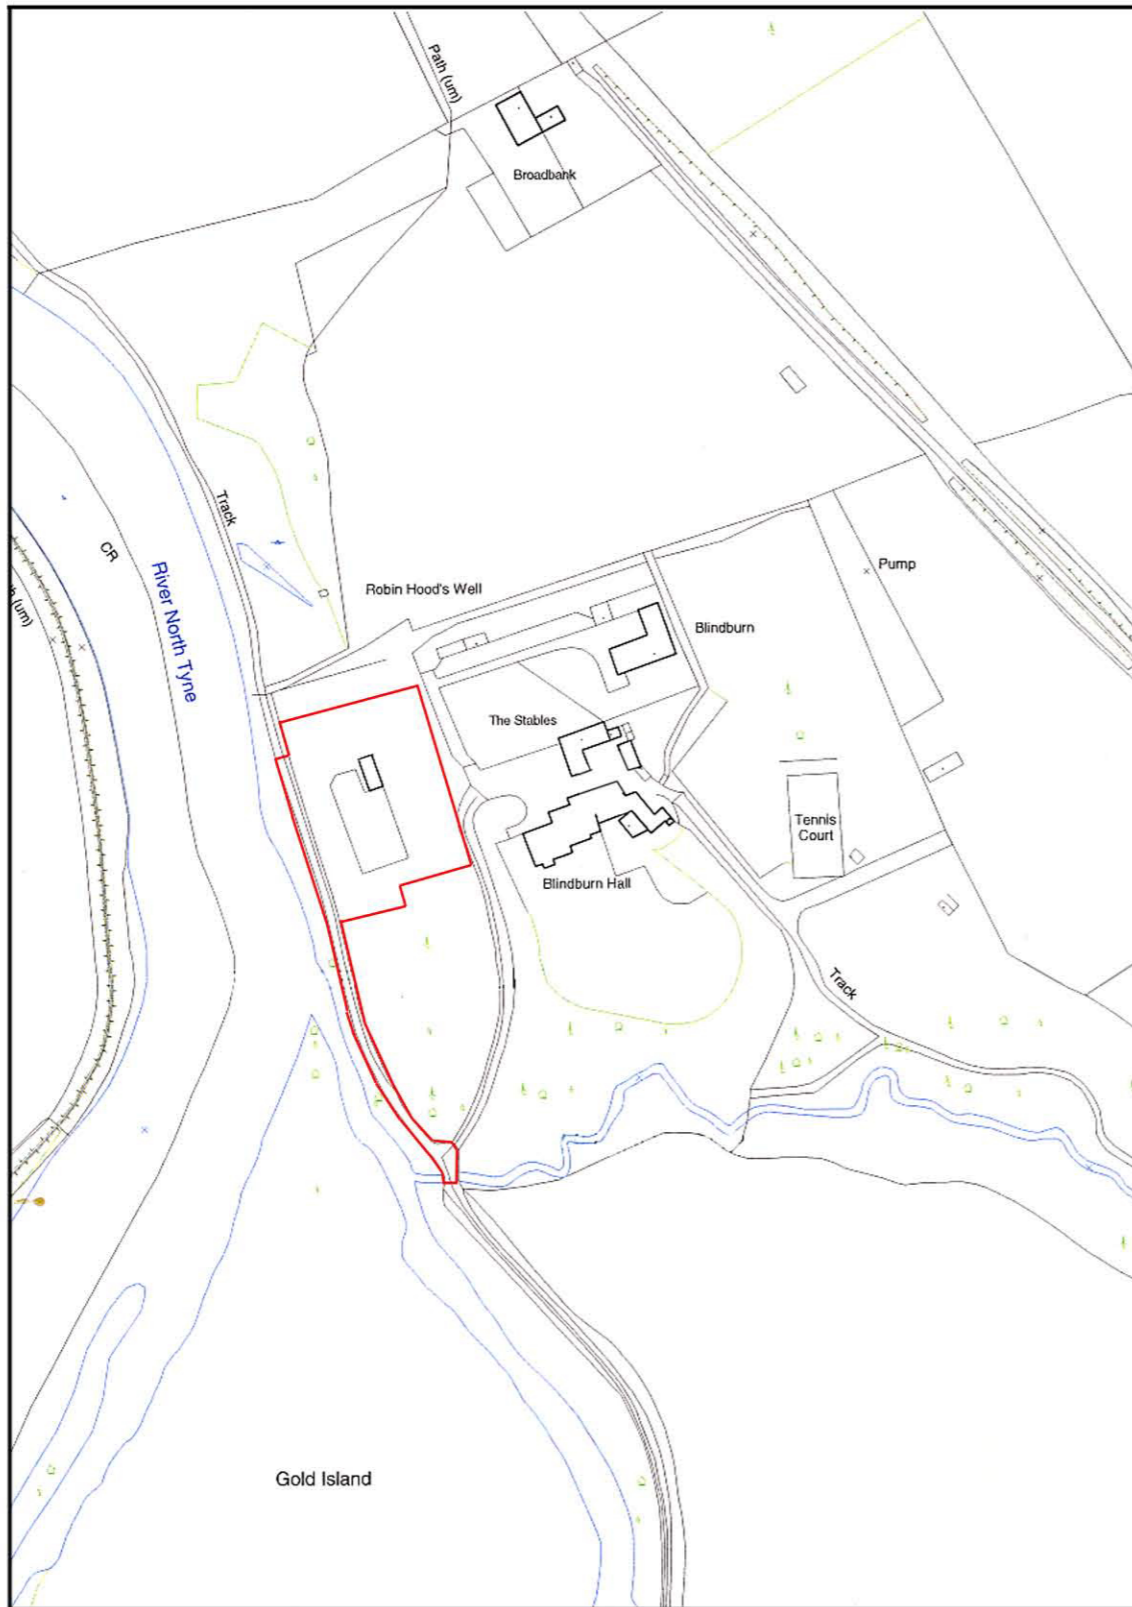 Path (um)
Broadbank
Track
CR
River North Tyne
Robin Hood's Well
Pump
Blindburn
The Stables
Tennis
Court
Blindburn Hall
Track
Gold Island
(um)